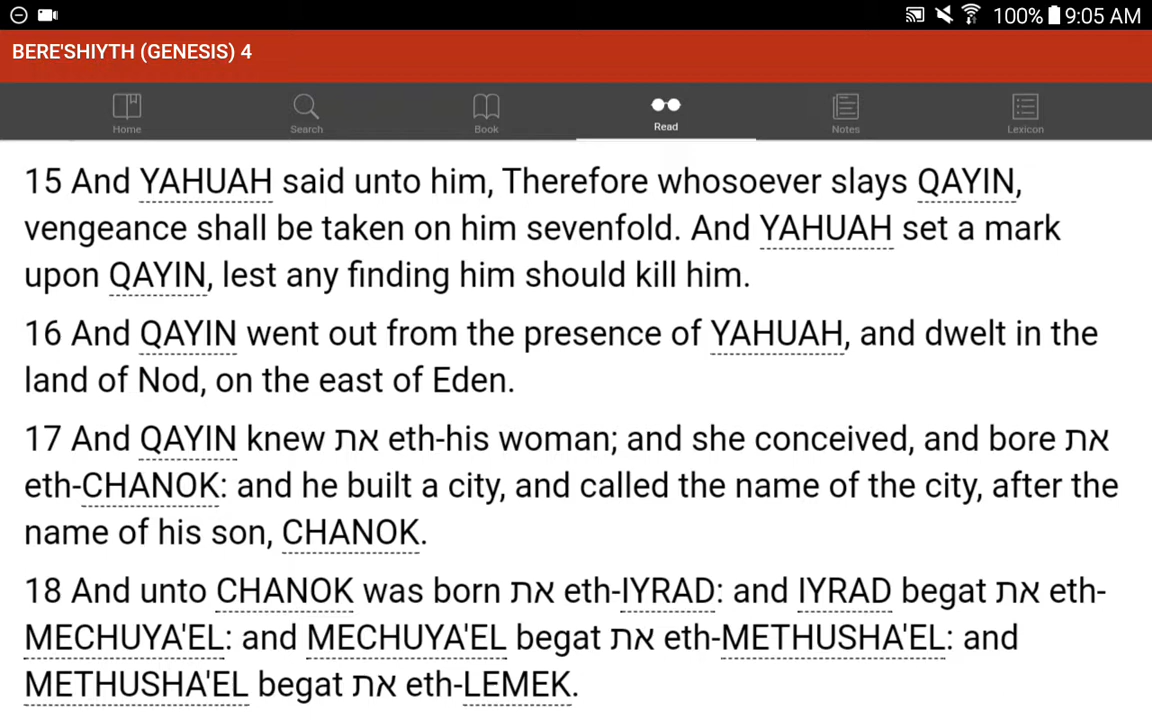 100% 9:05 AM
BERE'SHIYTH (GENESIS) 4
Home Search Book Read Notes Lexicon
15 And YAHUAH said unto him, Therefore whosoever slays QAYIN,
vengeance shall be taken on him sevenfold. And YAHUAH set a mark
upon QAYIN, lest any finding him should kill him.
16 And QAYIN went out from the presence of YAHUAH, and dwelt in the
land of Nod, on the east of Eden.
17 And QAYIN knew את eth-his woman; and she conceived, and bore את
eth-CHANOK: and he built a city, and called the name of the city, after the
name of his son, CHANOK.
18 And unto CHANOK was born את eth-IYRAD: and IYRAD begat את eth-
MECHUYA'EL: and MECHUYA'EL begat את eth-METHUSHA'EL: and
METHUSHA'EL begat את eth-LEMEK.